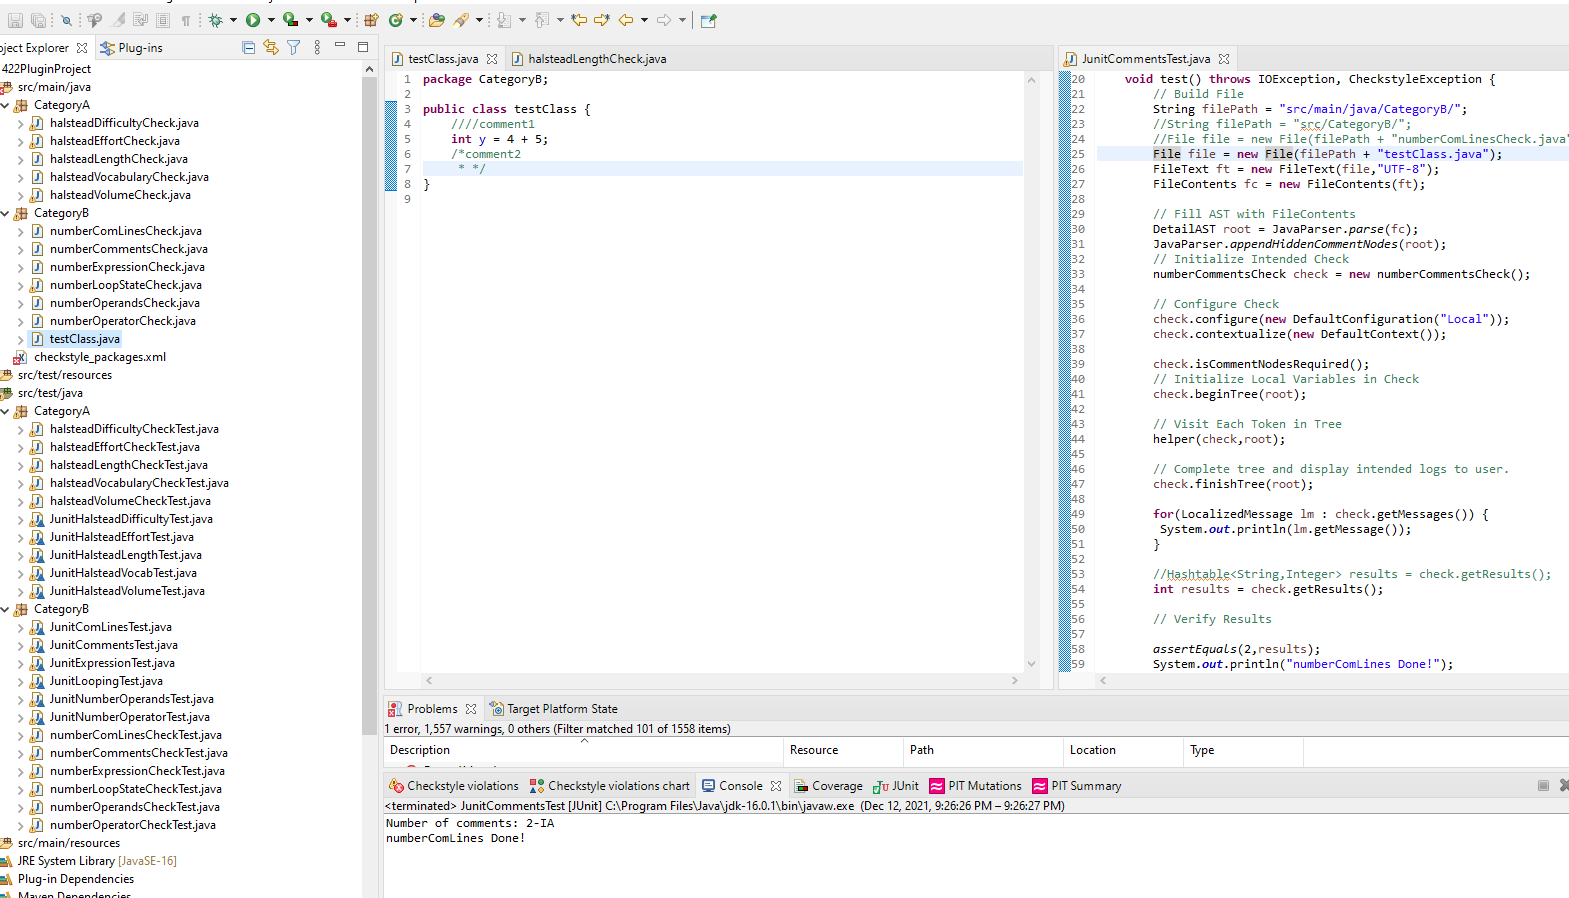 oject Explorer
Plug-ins
422PluginProject
src/main/java
CategoryA
halsteadDifficultyCheck.java
halsteadEffortCheck.java
halsteadLengthCheck.java
halsteadVocabularyCheck.java
halsteadVolumeCheck.java
CategoryB
numberComLinesCheck.java
numberCommentsCheck.java
numberExpressionCheck.java
numberLoopStateCheck.java
numberOperandsCheck.java
numberOperatorCheck.java
testClass.java
checkstyle_packages.xml
src/test/resources
src/test/java
CategoryA
halsteadDifficultyCheckTest.java
halsteadEffortCheckTest.java
halsteadLengthCheckTest.java
halsteadVocabularyCheckTest.java
halsteadVolumeCheckTest.java
JunitHalsteadDifficultyTest.java
JunitHalsteadEffortTest.java
JunitHalsteadLengthTest.java
JunitHalsteadVocabTest.java
JunitHalsteadVolumeTest.java
CategoryB
JunitComLinesTest.java
JunitCommentsTest.java
JunitExpressionTest.java
JunitLoopingTest.java
JunitNumberOperandsTest.java
JunitNumberOperatorTest.java
numberComLinesCheckTest.java
numberCommentsCheckTest.java
numberExpressionCheckTest.java
numberLoopStateCheckTest.java
numberOperandsCheckTest.java
numberOperatorCheckTest.java
src/main/resources
JRE System Library [JavaSE-16]
Plug-in Dependencies
Maven Dependencies
testClass.java
halsteadLengthCheck.java
1 package CategoryB;
2
3 public class testClass {
4 ////comment1
5 int y = 4 + 5;
6 /*comment2
7 * */
8 }
9
JunitCommentsTest.java
20 void test() throws IOException, CheckstyleException {
21 // Build File
22 String filePath = "src/main/java/CategoryB/";
23 //String filePath = "src/CategoryB/";
24 //File file = new File(filePath + "numberComLinesCheck.java"
25 File file = new File(filePath + "testClass.java");
26 FileText ft = new FileText(file,"UTF-8");
27 FileContents fc = new FileContents(ft);
28
29 // Fill AST with FileContents
30 DetailAST root = JavaParser.parse(fc);
31 JavaParser.appendHiddenCommentNodes(root);
32 // Initialize Intended Check
33 numberCommentsCheck check = new numberCommentsCheck();
34
35 // Configure Check
36 check.configure(new DefaultConfiguration("Local"));
37 check.contextualize(new DefaultContext());
38
39 check.isCommentNodesRequired();
40 // Initialize Local Variables in Check
41 check.beginTree(root);
42
43 // Visit Each Token in Tree
44 helper(check,root);
45
46 // Complete tree and display intended logs to user.
47 check.finishTree(root);
48
49 for(LocalizedMessage lm : check.getMessages()) {
50 System.out.println(lm.getMessage());
51 }
52
53 //Hashtable<String,Integer> results = check.getResults();
54 int results = check.getResults();
55
56 // Verify Results
57
58 assertEquals(2,results);
59 System.out.println("numberComLines Done!");
Problems
Target Platform State
1 error, 1,557 warnings, 0 others (Filter matched 101 of 1558 items)
Description Resource Path Location Type
Checkstyle violations
Checkstyle violations chart
Console
Coverage
JUnit
PIT Mutations
PIT Summary
<terminated> JunitCommentsTest [JUnit] C:\Program Files\Java\jdk-16.0.1\bin\javaw.exe (Dec 12, 2021, 9:26:26 PM – 9:26:27 PM)
Number of comments: 2-IA
numberComLines Done!